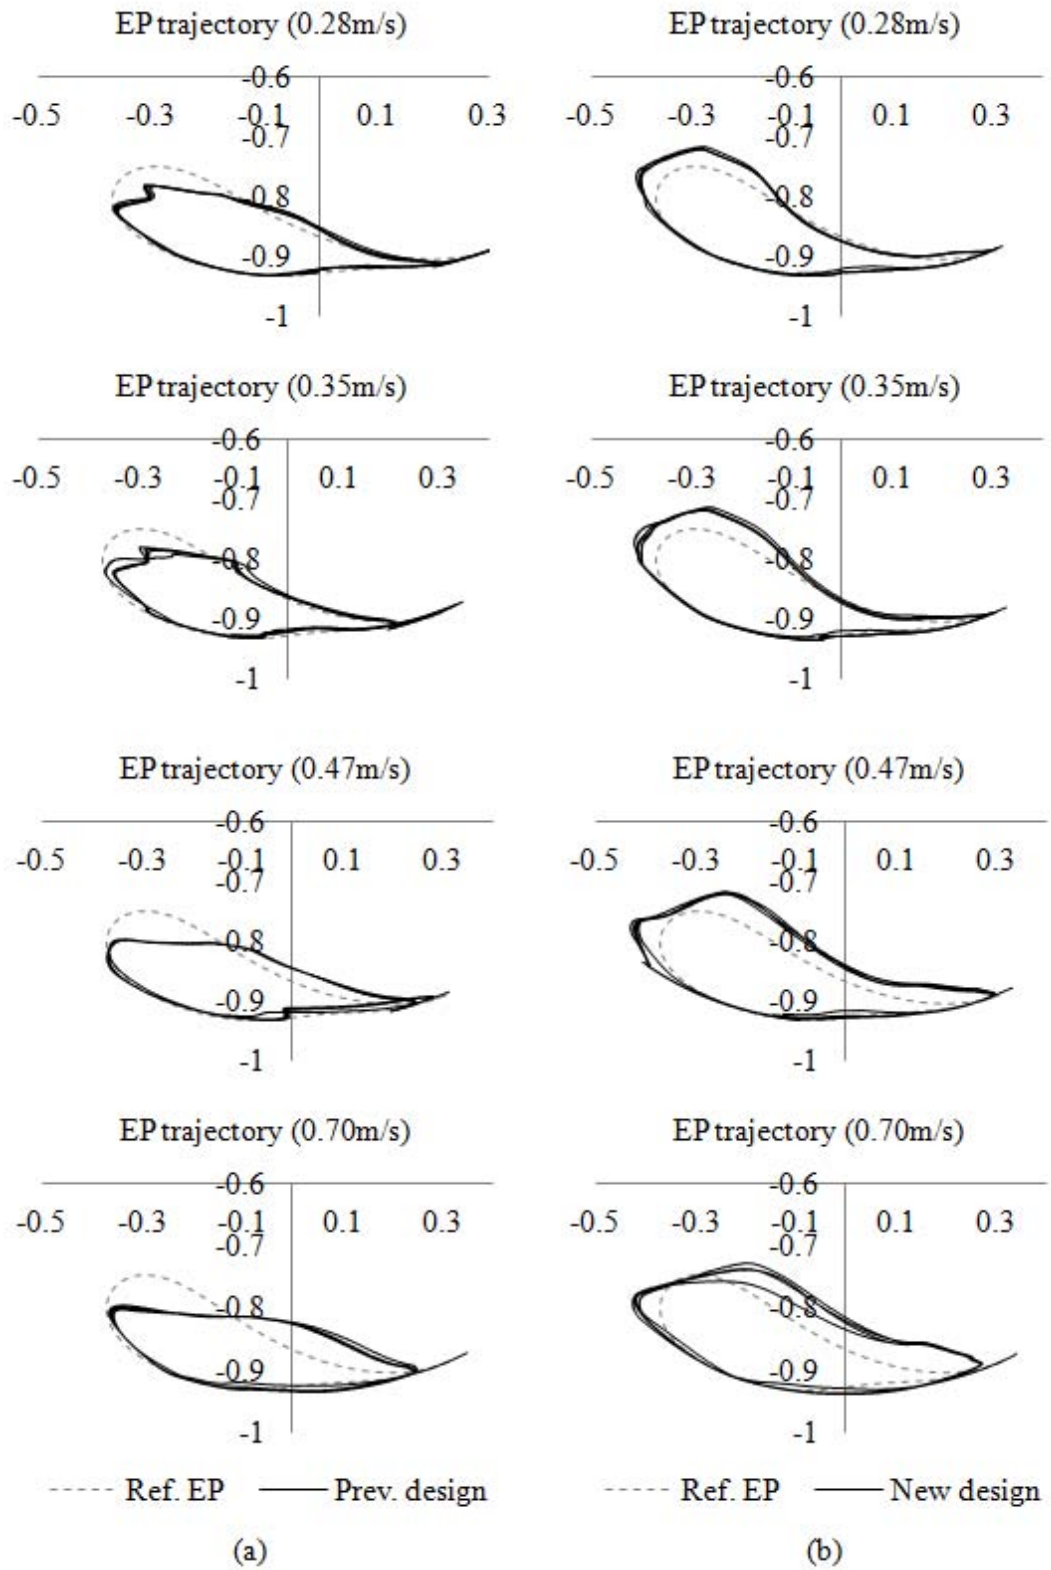 EP trajectory (0.28m/s)
EP trajectory (0.28m/s)
-0.6
-0.6
-0.5 -0.3 -0.1 0.1 0.3
-0.5 -0.3 -0.1 0.1 0.3
-0.7
-0.7
-0.8
-0.8
-0.9
-0.9
-1
-1
EP trajectory (0.35m/s)
EP trajectory (0.35m/s)
-0.6
-0.6
-0.5 -0.3 -0.1 0.1 0.3
-0.5 -0.3 -0.1 0.1 0.3
-0.7
-0.7
-0.8
-0.8
-0.9
-0.9
-1
-1
EP trajectory (0.47m/s)
EP trajectory (0.47m/s)
-0.6
-0.6
-0.5 -0.3 -0.1 0.1 0.3
-0.5 -0.3 -0.1 0.1 0.3
-0.7
-0.7
-0.8
-0.8
-0.9
-0.9
-1
-1
EP trajectory (0.70m/s)
EP trajectory (0.70m/s)
-0.6
-0.6
-0.5 -0.3 -0.1 0.1 0.3
-0.5 -0.3 -0.1 0.1 0.3
-0.7
-0.7
-0.8
-0.8
-0.9
-0.9
-1
-1
Ref. EP Prev. design
Ref. EP New design
(a)
(b)